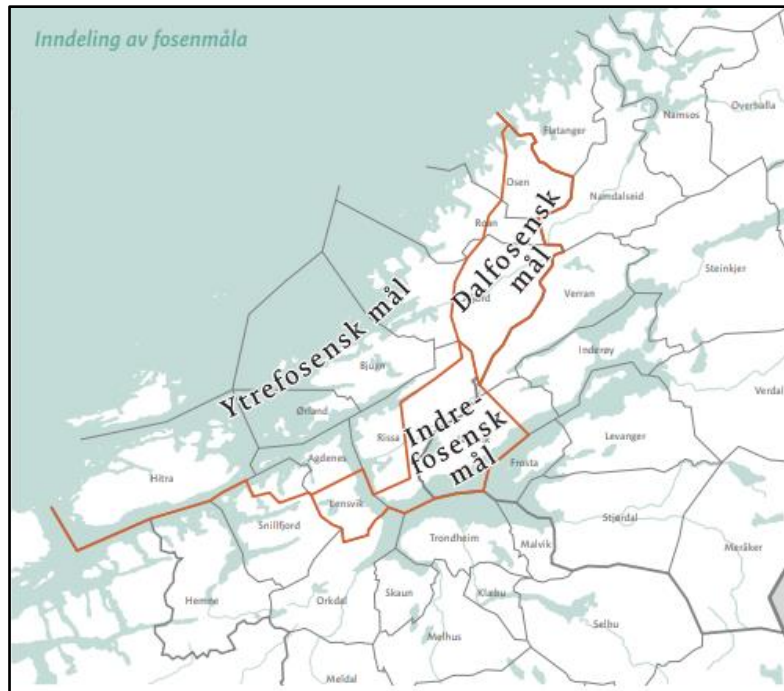 Inndeling av fosenmåla
Overhalla
Namsos
Flatanger
Osen
Namdalseid
Roan
Dalfosensk
mål
Steinkjer
Verran
Ytrefosensk mål
Inderøy
Bjugn
Verdal
Ørland
Indre-
fosensk
mål
Rissa
Levanger
Agdenes
Frosta
Hitra
Lensvik
Snillfjord
Stjørdal
Trondheim
Malvik
Meråker
Hemne
Orkdal
Skaun
Klæbu
Selbu
Melhus
Meldal